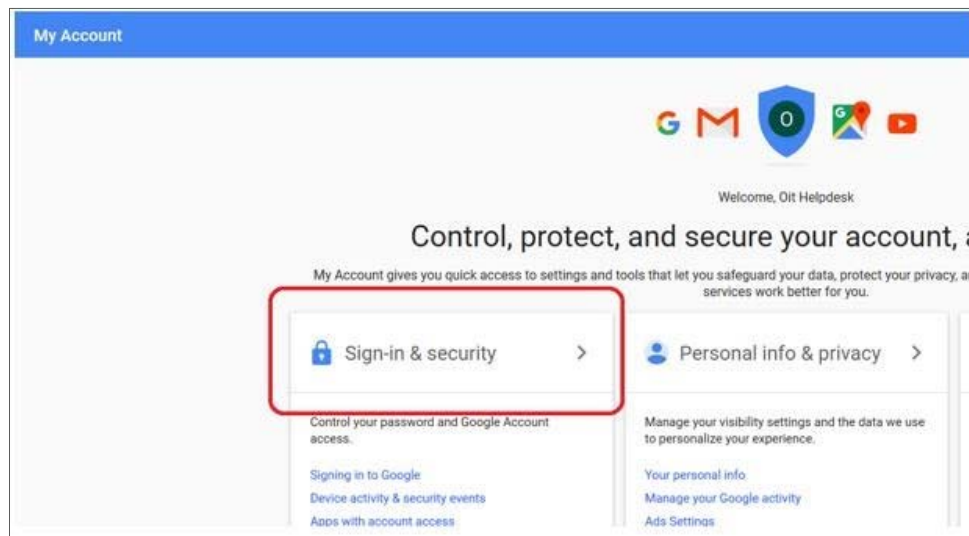 My Account
O
Welcome, Oit Helpdesk
Control, protect, and secure your account,
My Account gives you quick access to settings and tools that let you safeguard your data, protect your privacy,
services work better for you.
Sign-in & security
Personal info & privacy
Control your password and Google Account
access.
Manage your visibility settings and the data we use
to personalize your experience.
Signing in to Google
Device activity & security events
Apps with account access
Your personal info
Manage your Google activity
Ads Settings